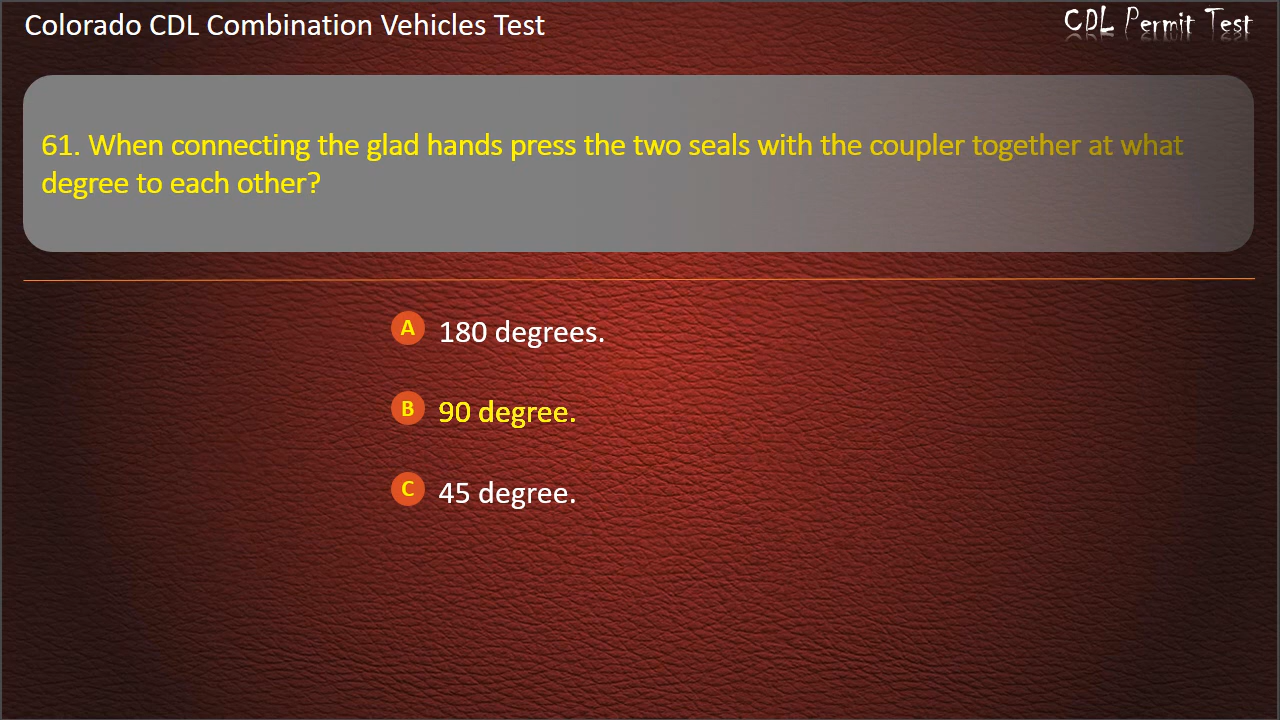 Colorado CDL Combination Vehicles Test
CDL Permit Test
61. When connecting the glad hands press the two seals with the coupler together at what
degree to each other?
A 180 degrees.
B 90 degree.
C 45 degree.